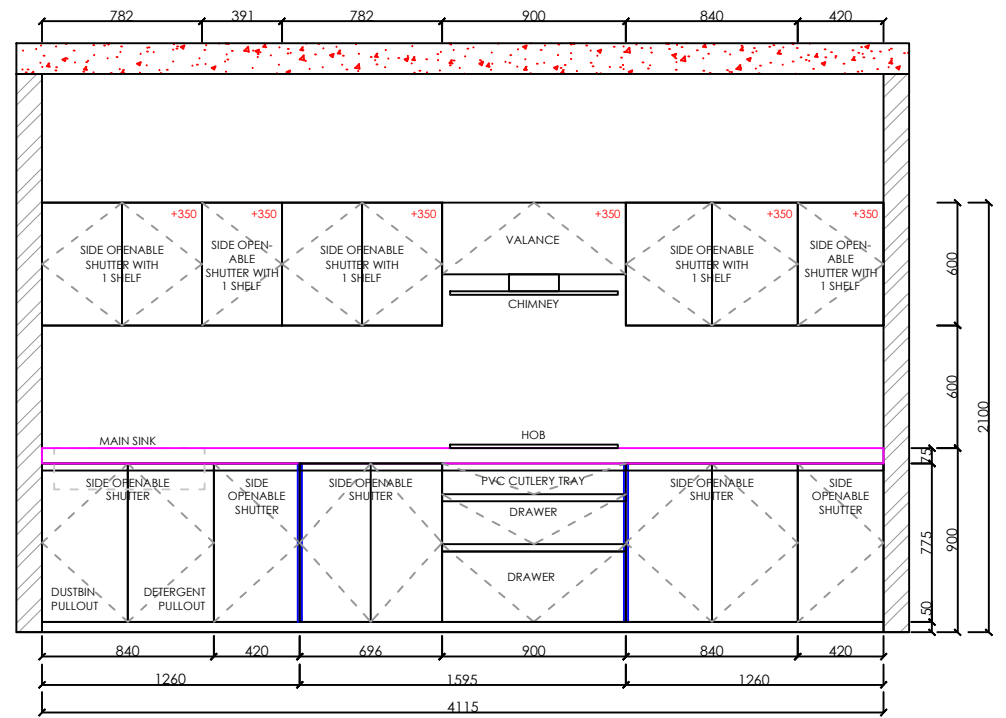 782 391 782 900 840 420
+350 +350 +350 +350 +350 +350
SIDE OPENABLE
SHUTTER WITH
1 SHELF
SIDE OPEN-
ABLE
SHUTTER WITH
1 SHELF
SIDE OPENABLE
SHUTTER WITH
1 SHELF
VALANCE
CHIMNEY
SIDE OPENABLE
SHUTTER WITH
1 SHELF
SIDE OPEN-
ABLE
SHUTTER WITH
1 SHELF
600
600
2100
MAIN SINK
HOB
75
SIDE OPENABLE
SHUTTER
SIDE
OPENABLE
SHUTTER
SIDE OPENABLE
SHUTTER
PVC CUTLERY TRAY
DRAWER
DRAWER
SIDE OPENABLE
SHUTTER
SIDE
OPENABLE
SHUTTER
DUSTBIN
PULLOUT
DETERGENT
PULLOUT
775
900
50
840 420 696 900 840 420
1260 1595 1260
4115